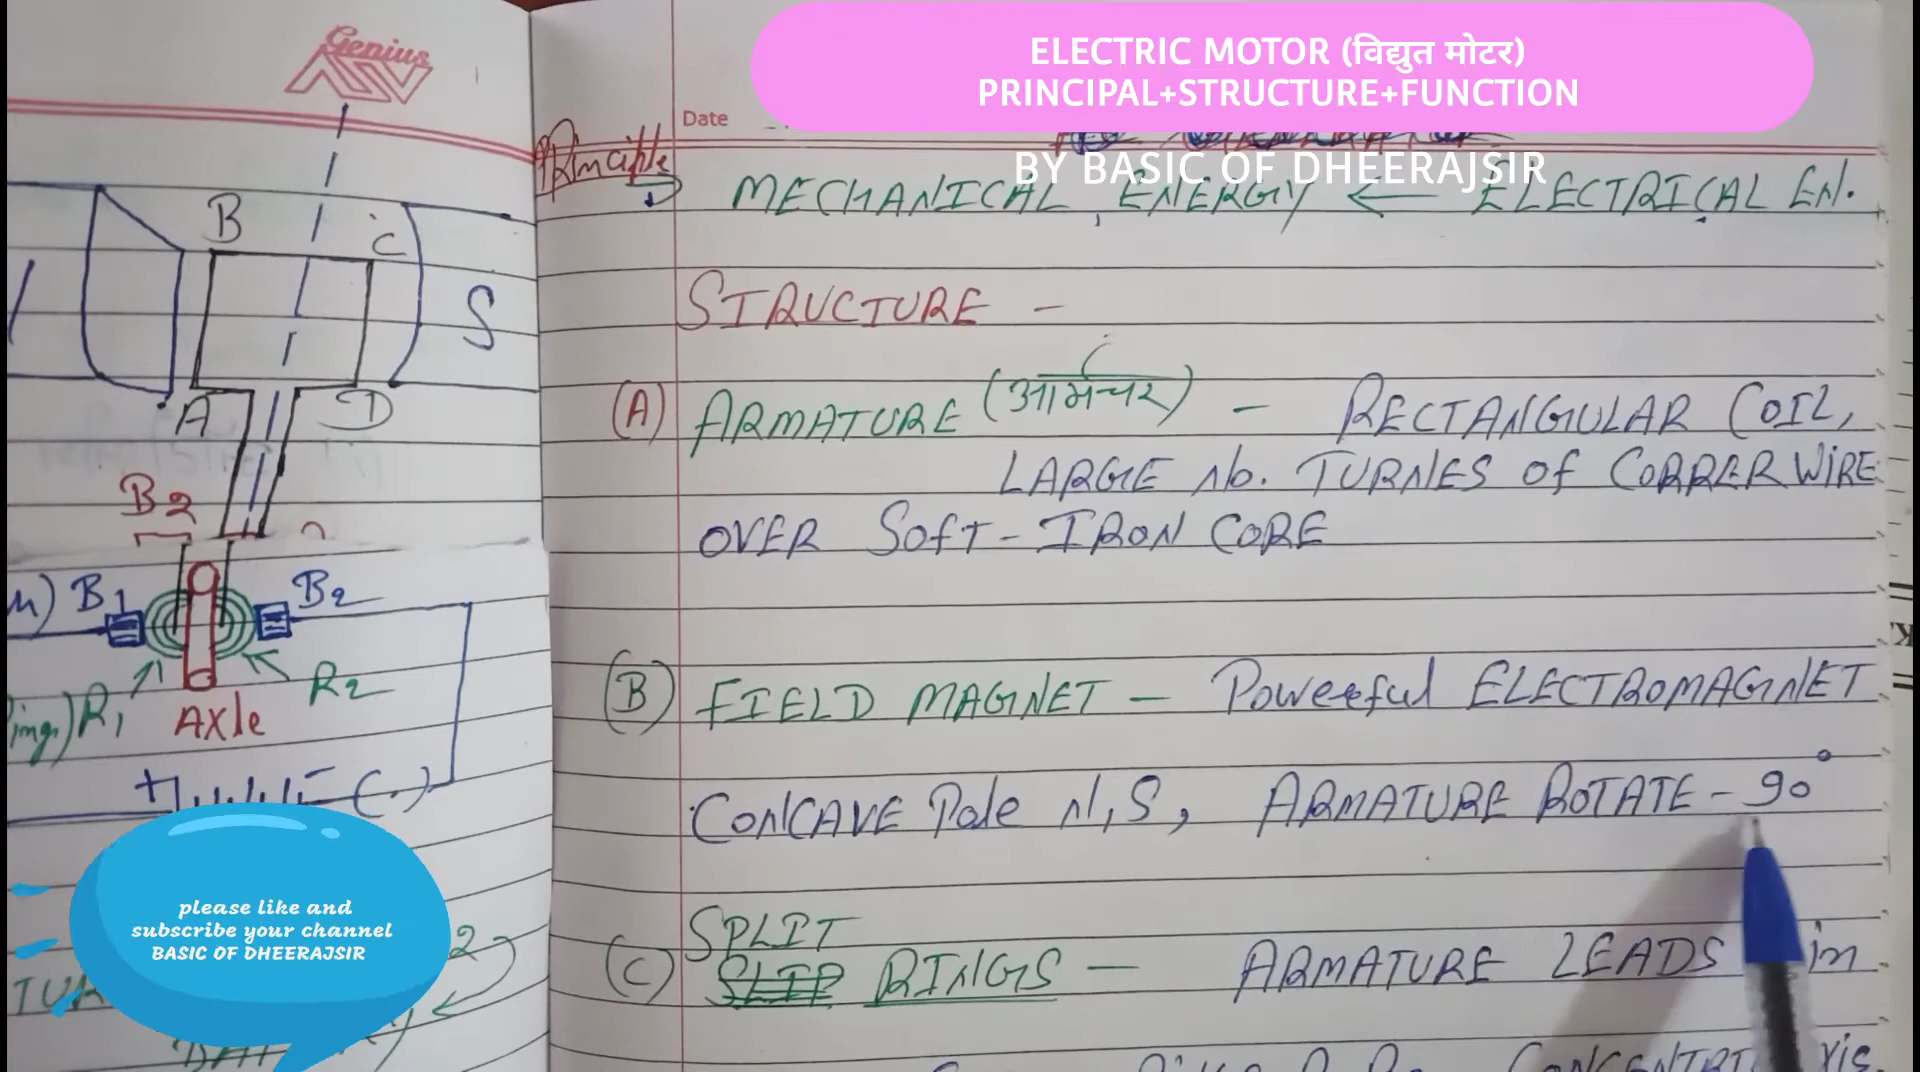 ELECTRIC MOTOR (विद्युत मोटर)
PRINCIPAL+STRUCTURE+FUNCTION
BY BASIC OF DHEERAJSIR
Genius
Date
Principle
MECHANICAL ENERGY ← ELECTRICAL EN.
STRUCTURE -
(A) ARMATURE (आर्मेचर) - RECTANGULAR COIL,
LARGE No. TURNES OF COPPER WIRE
OVER SOFT-IRON CORE
(B) FIELD MAGNET - Powerful ELECTROMAGNET
CONCAVE Pole N,S, ARMATURE ROTATE - 90°
SPLIT
(C) SLIP RINGS - ARMATURE LEADS in
B
C
S
A
D
B2
B1
B2
R1
R2
Axle
+
- (.)
2
please like and
subscribe your channel
BASIC OF DHEERAJSIR